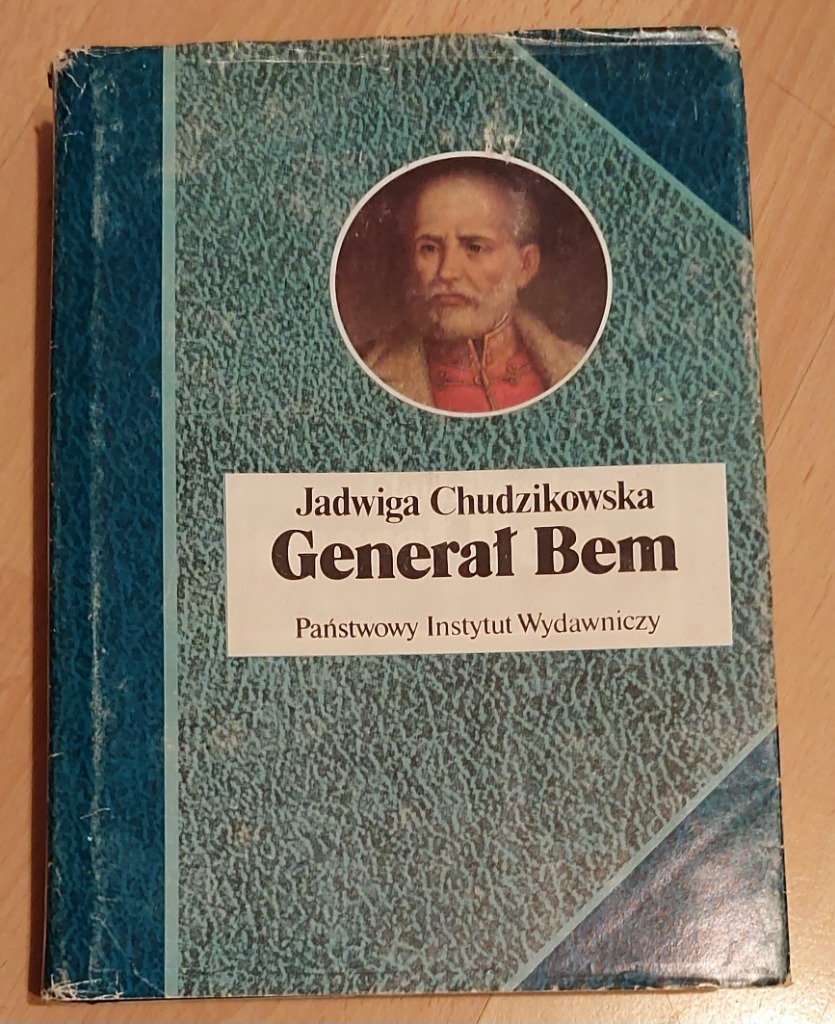 Jadwiga Chudzikowska
Generał Bem
Państwowy Instytut Wydawniczy